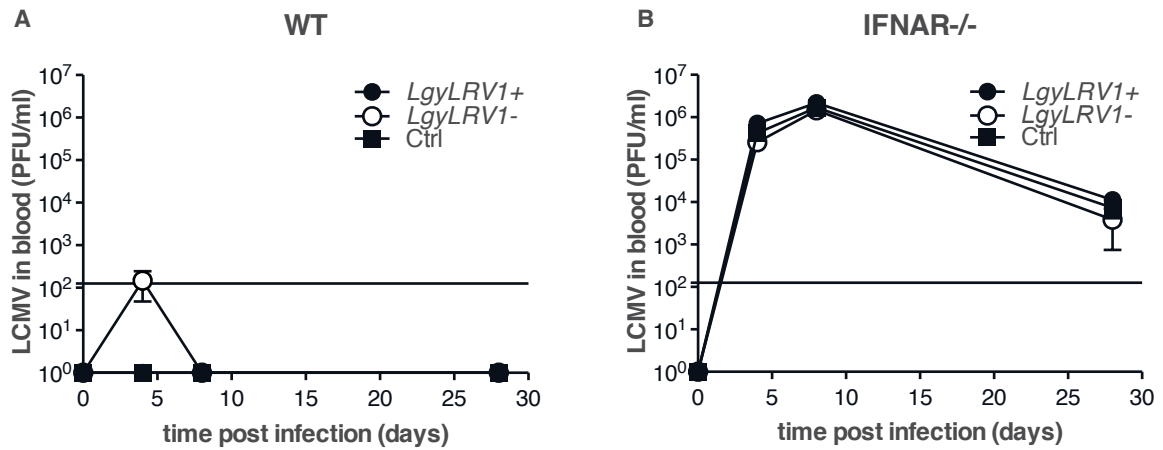 A
WT
LCMV in blood (PFU/ml)
10⁷
10⁶
10⁵
10⁴
10³
10²
10¹
10⁰
LgyLRV1+
LgyLRV1-
Ctrl
0 5 10 15 20 25 30
time post infection (days)
B
IFNAR-/-
LCMV in blood (PFU/ml)
10⁷
10⁶
10⁵
10⁴
10³
10²
10¹
10⁰
LgyLRV1+
LgyLRV1-
Ctrl
0 5 10 15 20 25 30
time post infection (days)